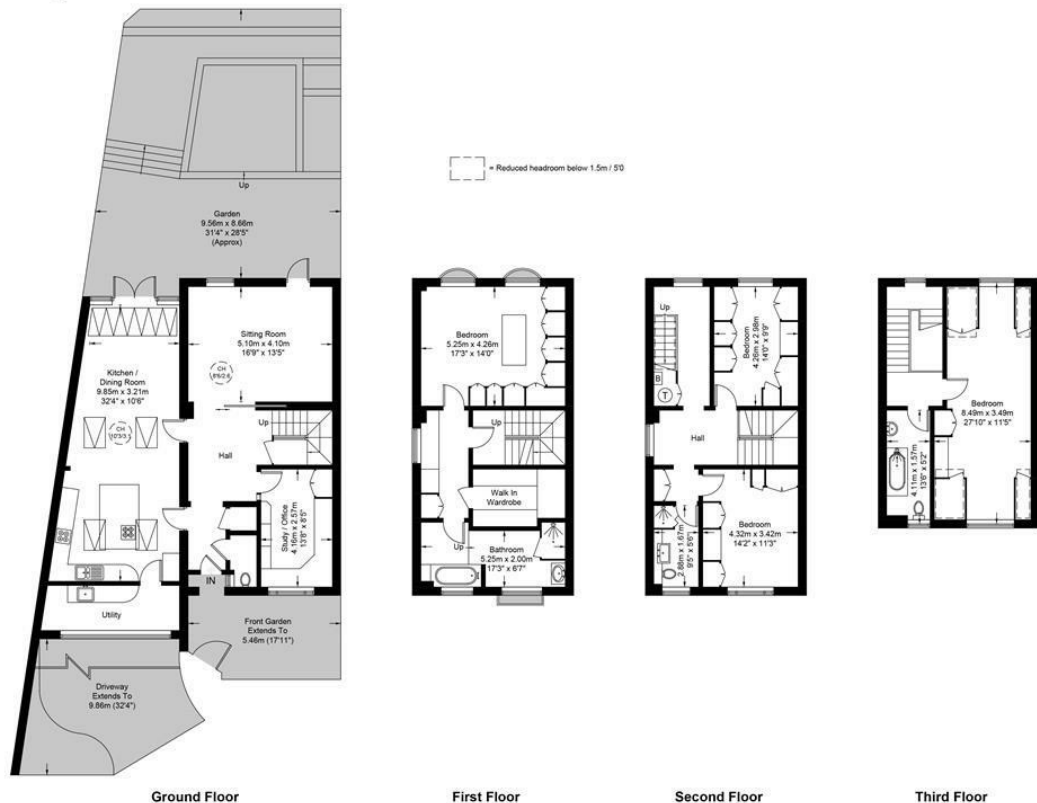 = Reduced headroom below 1.5m / 5'0
Up
Garden
9.56m x 8.66m
31'4" x 28'5"
(Approx)
Sitting Room
5.10m x 4.10m
16'9" x 13'5"
CH
Kitchen /
Dining Room
9.85m x 3.21m
32'4" x 10'6"
CH
Up
Hall
Study / Office
4.16m x 2.57m
13'8" x 8'5"
IN
Utility
Front Garden
Extends To
5.46m (17'11")
Driveway
Extends To
9.86m (32'4")
Ground Floor
Bedroom
5.25m x 4.26m
17'3" x 14'0"
Up
Walk In
Wardrobe
Up
Bathroom
5.25m x 2.00m
17'3" x 6'7"
First Floor
Up
Bedroom
4.26m x 2.98m
14'0" x 9'9"
B
T
Hall
Bedroom
4.32m x 3.42m
14'2" x 11'3"
2.88m x 1.67m
9'5" x 5'6"
Second Floor
Bedroom
8.49m x 3.49m
27'10" x 11'5"
4.11m x 1.57m
13'6" x 5'2"
Third Floor